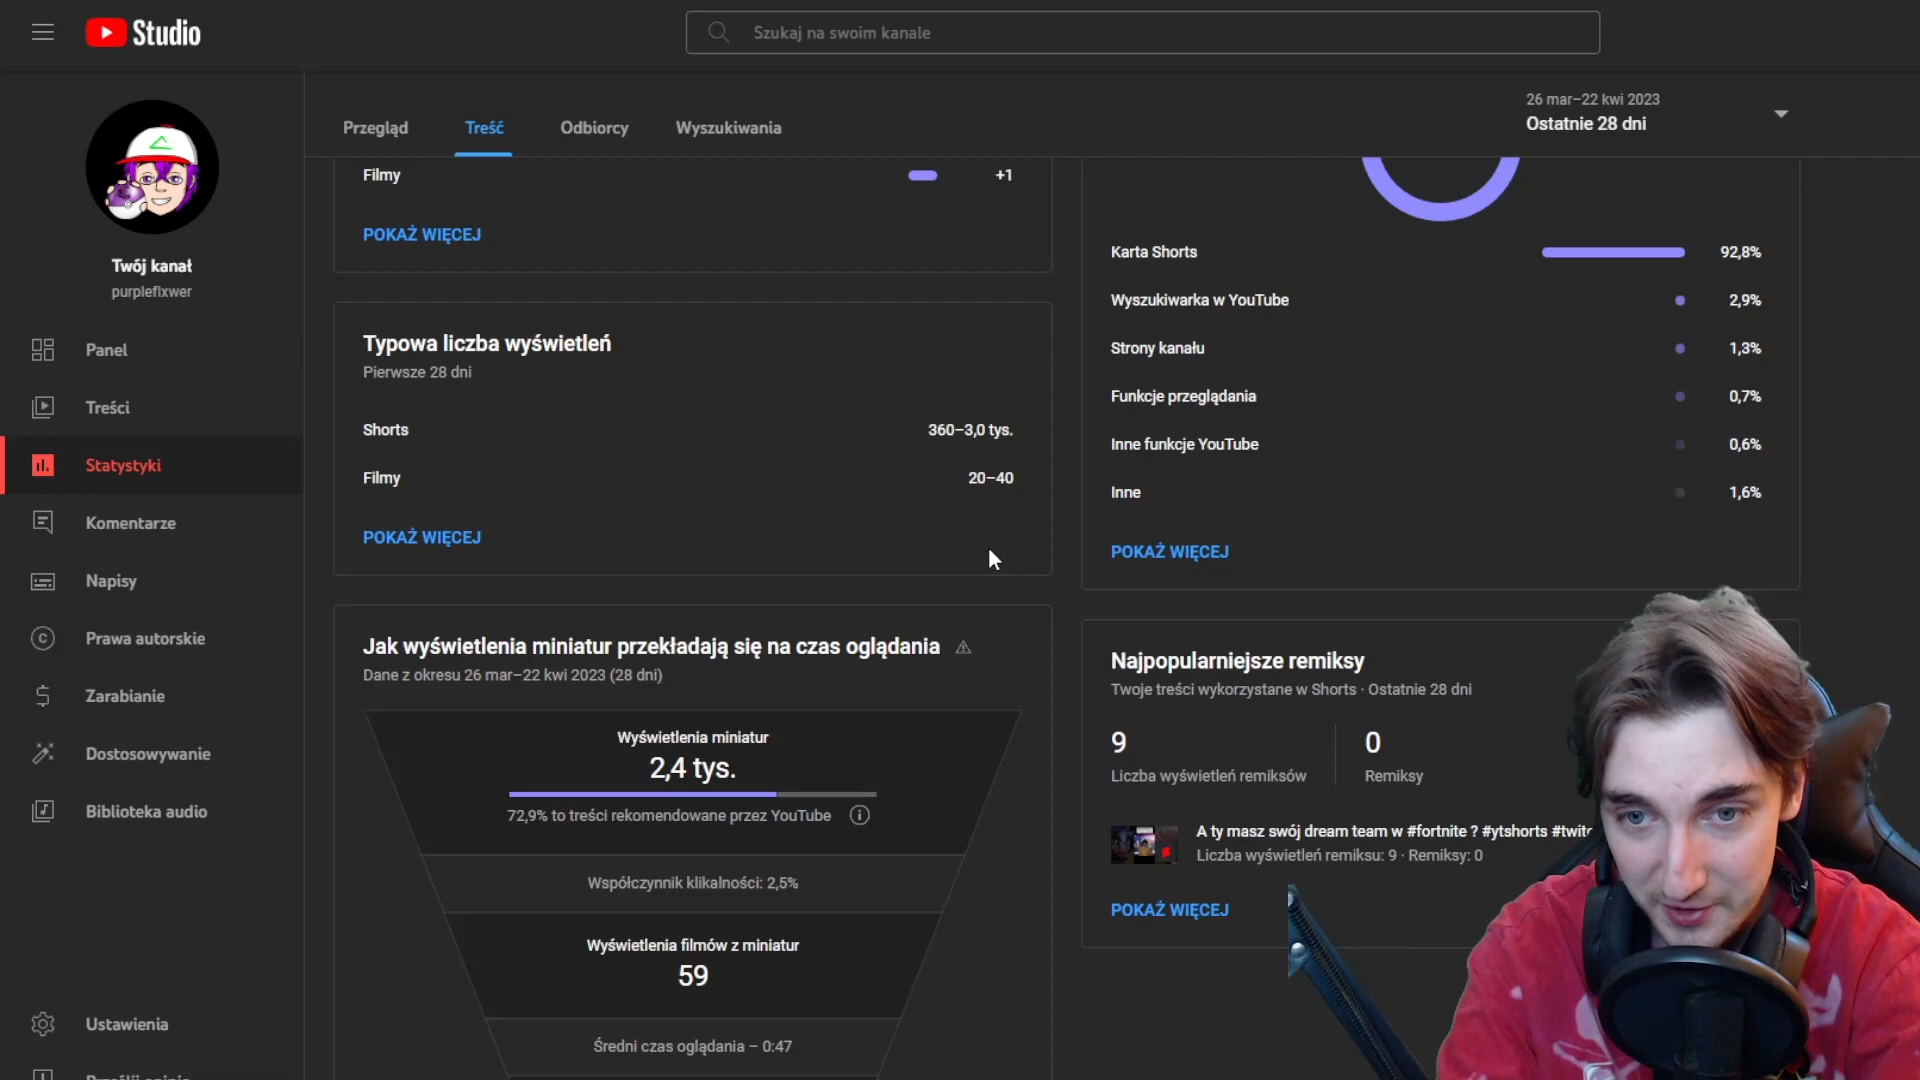 Studio
Szukaj na swoim kanale
Twój kanał
purplefixwer
Panel
Treści
Statystyki
Komentarze
Napisy
Prawa autorskie
Zarabianie
Dostosowywanie
Biblioteka audio
Ustawienia
Przegląd
Treść
Odbiorcy
Wyszukiwania
26 mar–22 kwi 2023
Ostatnie 28 dni
Filmy
+1
POKAŻ WIĘCEJ
Typowa liczba wyświetleń
Pierwsze 28 dni
Shorts
360–3,0 tys.
Filmy
20–40
POKAŻ WIĘCEJ
Jak wyświetlenia miniatur przekładają się na czas oglądania
Dane z okresu 26 mar–22 kwi 2023 (28 dni)
Wyświetlenia miniatur
2,4 tys.
72,9% to treści rekomendowane przez YouTube
Współczynnik klikalności: 2,5%
Wyświetlenia filmów z miniatur
59
Średni czas oglądania – 0:47
Karta Shorts
92,8%
Wyszukiwarka w YouTube
2,9%
Strony kanału
1,3%
Funkcje przeglądania
0,7%
Inne funkcje YouTube
0,6%
Inne
1,6%
POKAŻ WIĘCEJ
Najpopularniejsze remiksy
Twoje treści wykorzystane w Shorts · Ostatnie 28 dni
9
Liczba wyświetleń remiksów
0
Remiksy
A ty masz swój dream team w #fortnite ? #ytshorts #twitc
Liczba wyświetleń remiksu: 9 · Remiksy: 0
POKAŻ WIĘCEJ